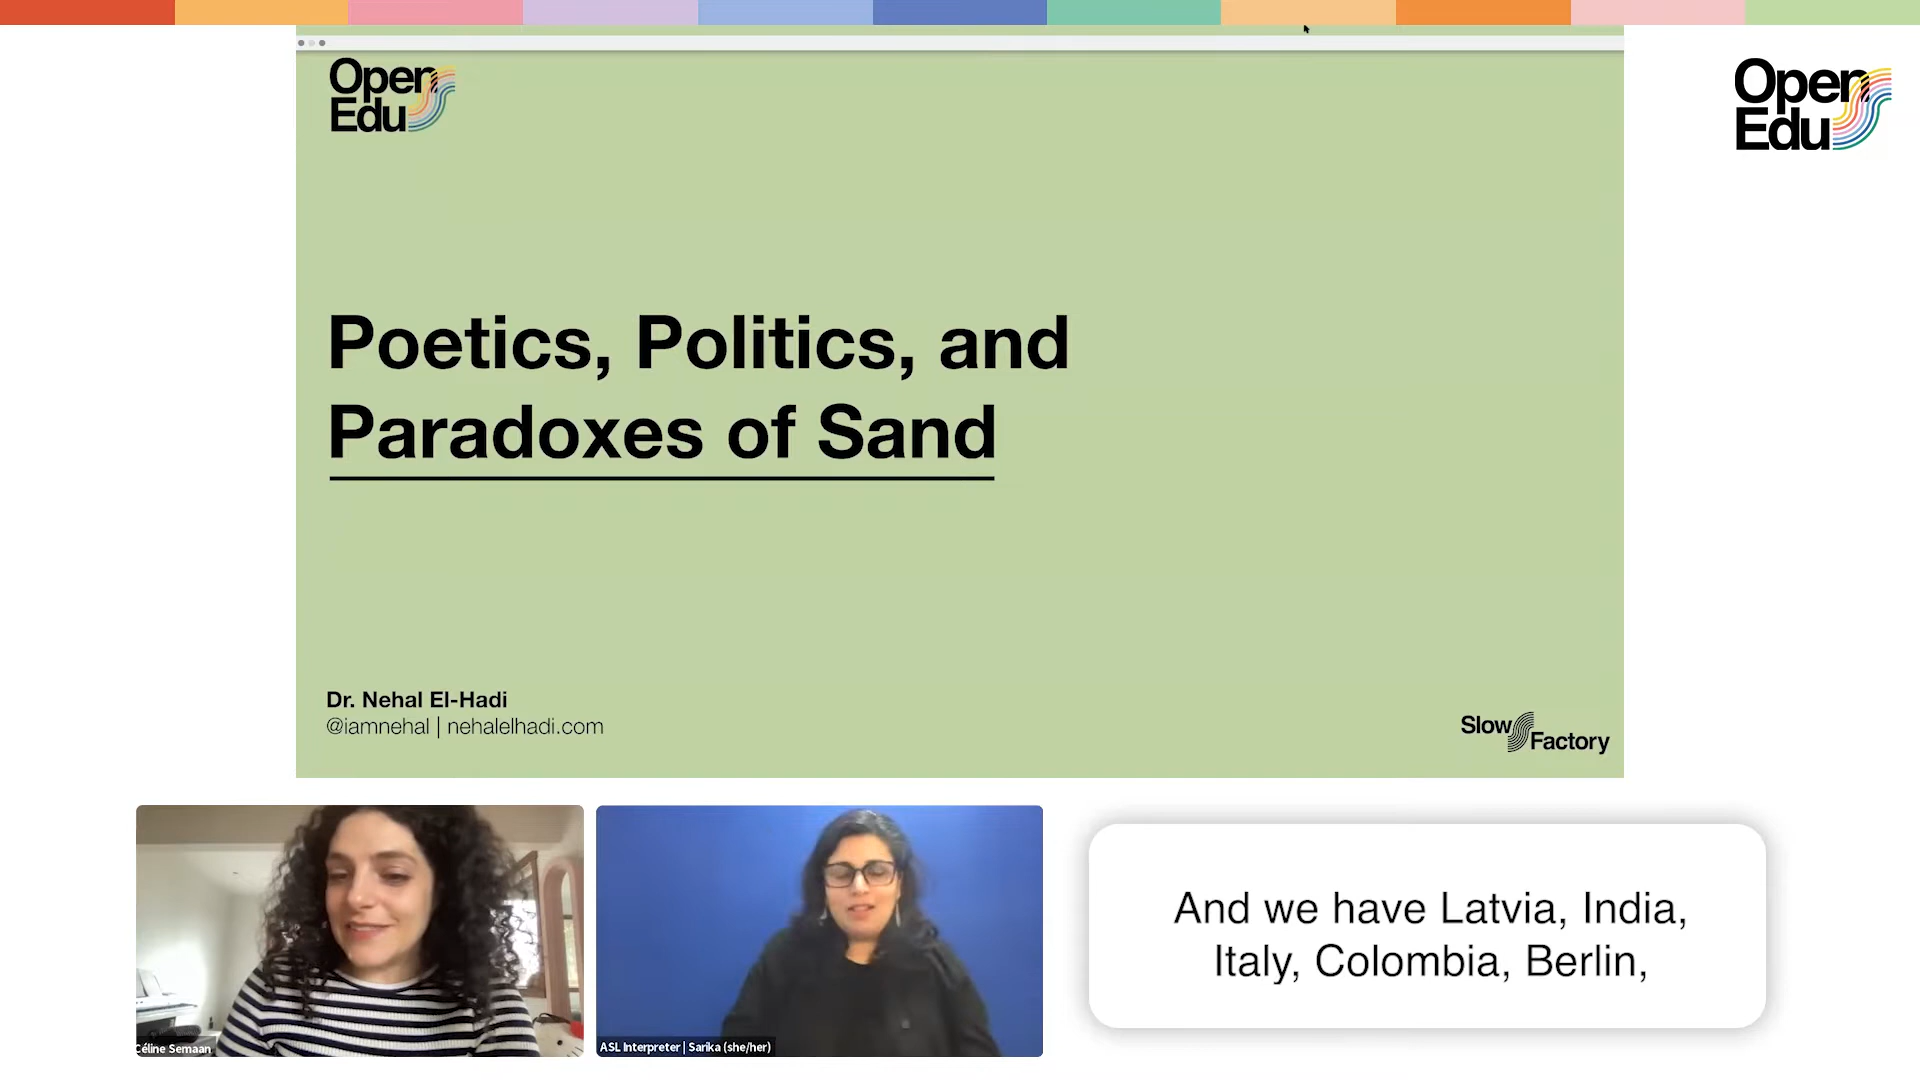 Open
Edu
Open
Edu
Poetics, Politics, and
Paradoxes of Sand
Dr. Nehal El-Hadi
@iamnehal | nehalelhadi.com
Slow
Factory
Céline Semaan
ASL Interpreter | Sarika (she/her)
And we have Latvia, India,
Italy, Colombia, Berlin,